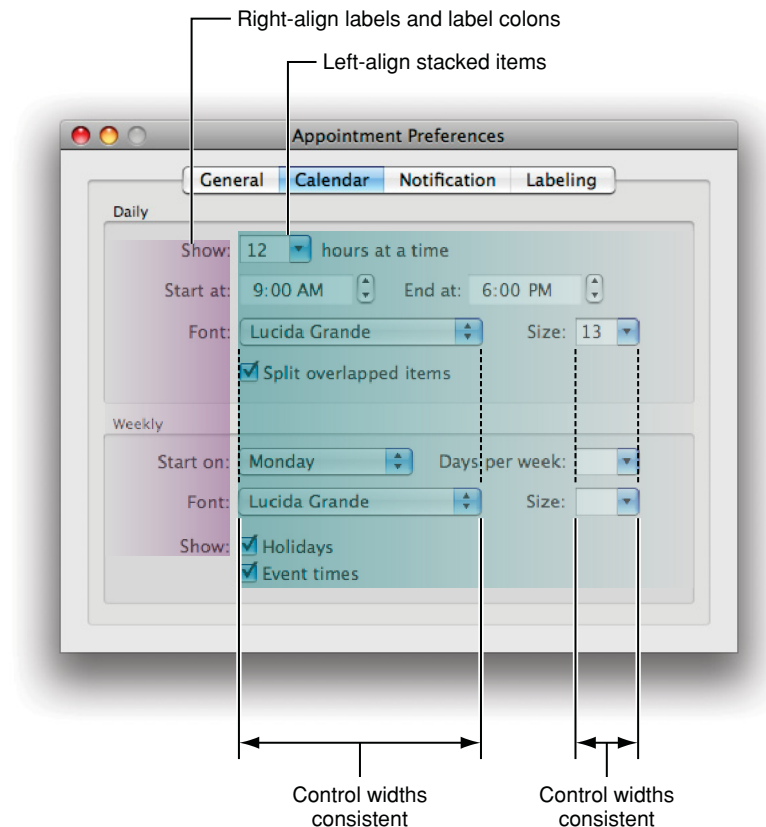 Right-align labels and label colons
Left-align stacked items
Appointment Preferences
General Calendar Notification Labeling
Daily
Show: 12 hours at a time
Start at: 9:00 AM End at: 6:00 PM
Font: Lucida Grande Size: 13
Split overlapped items
Weekly
Start on: Monday Days per week:
Font: Lucida Grande Size:
Show: Holidays
Event times
Control widths consistent
Control widths consistent